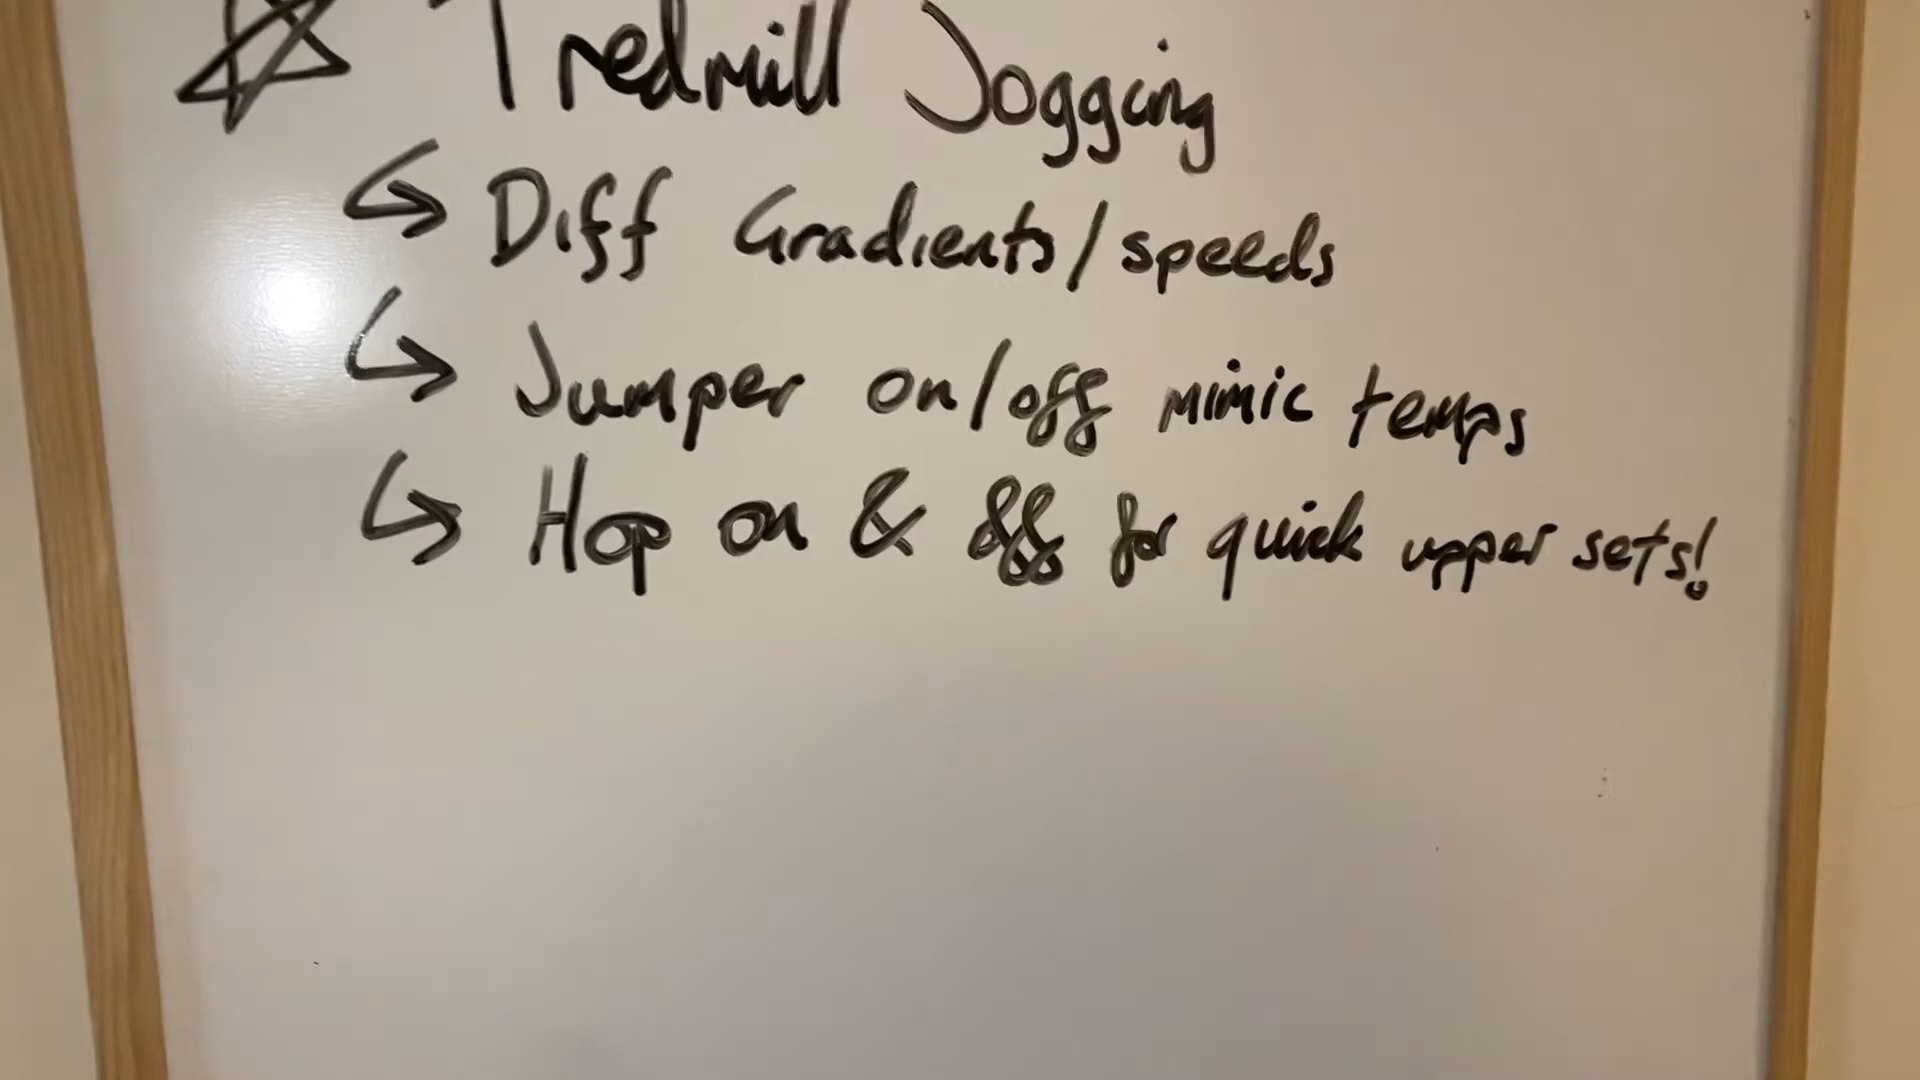 Tredmill Jogging
Diff Gradients/speeds
Jumper on/off mimic temps
Hop on & off for quick upper sets!